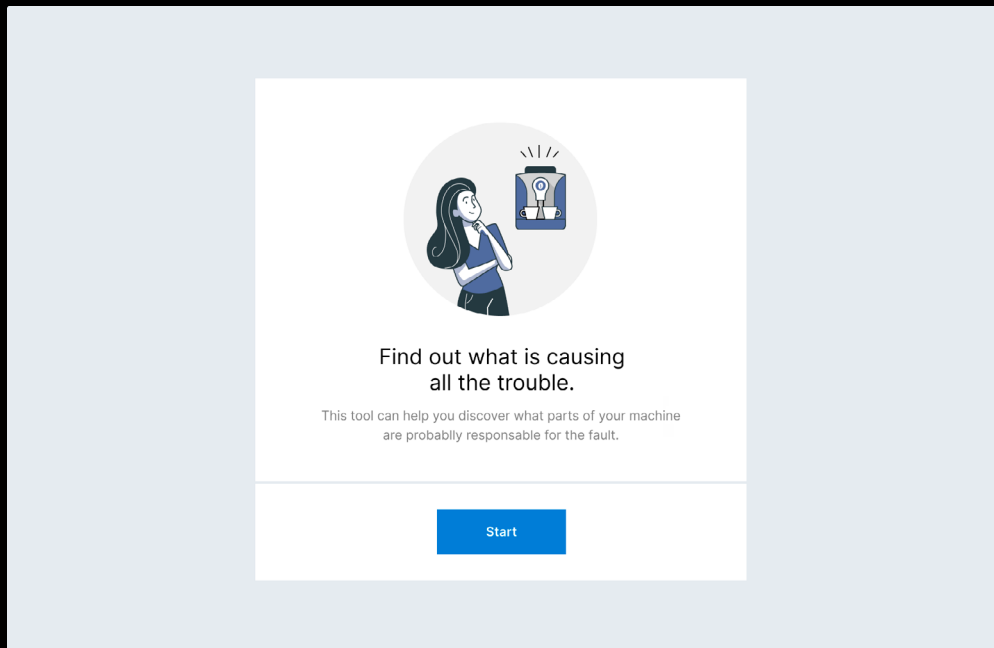 Find out what is causing
all the trouble.
This tool can help you discover what parts of your machine
are probablly responsable for the fault.
Start